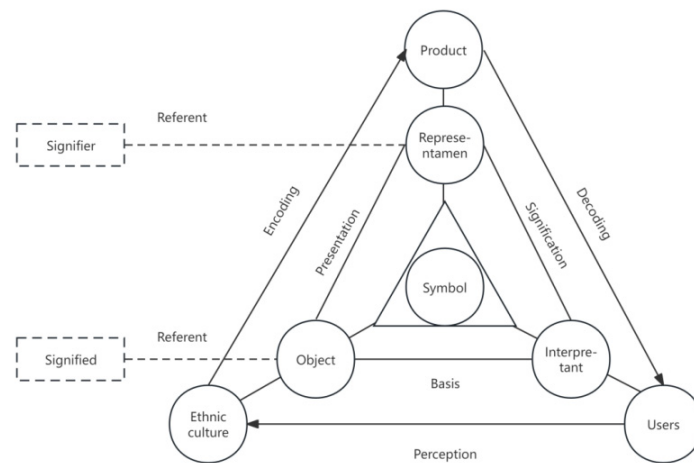 Product
Referent
Signifier
Represe-
ntamen
Encoding
Presentation
Signification
Decoding
Symbol
Referent
Signified
Object
Interpre-
tant
Basis
Ethnic
culture
Users
Perception